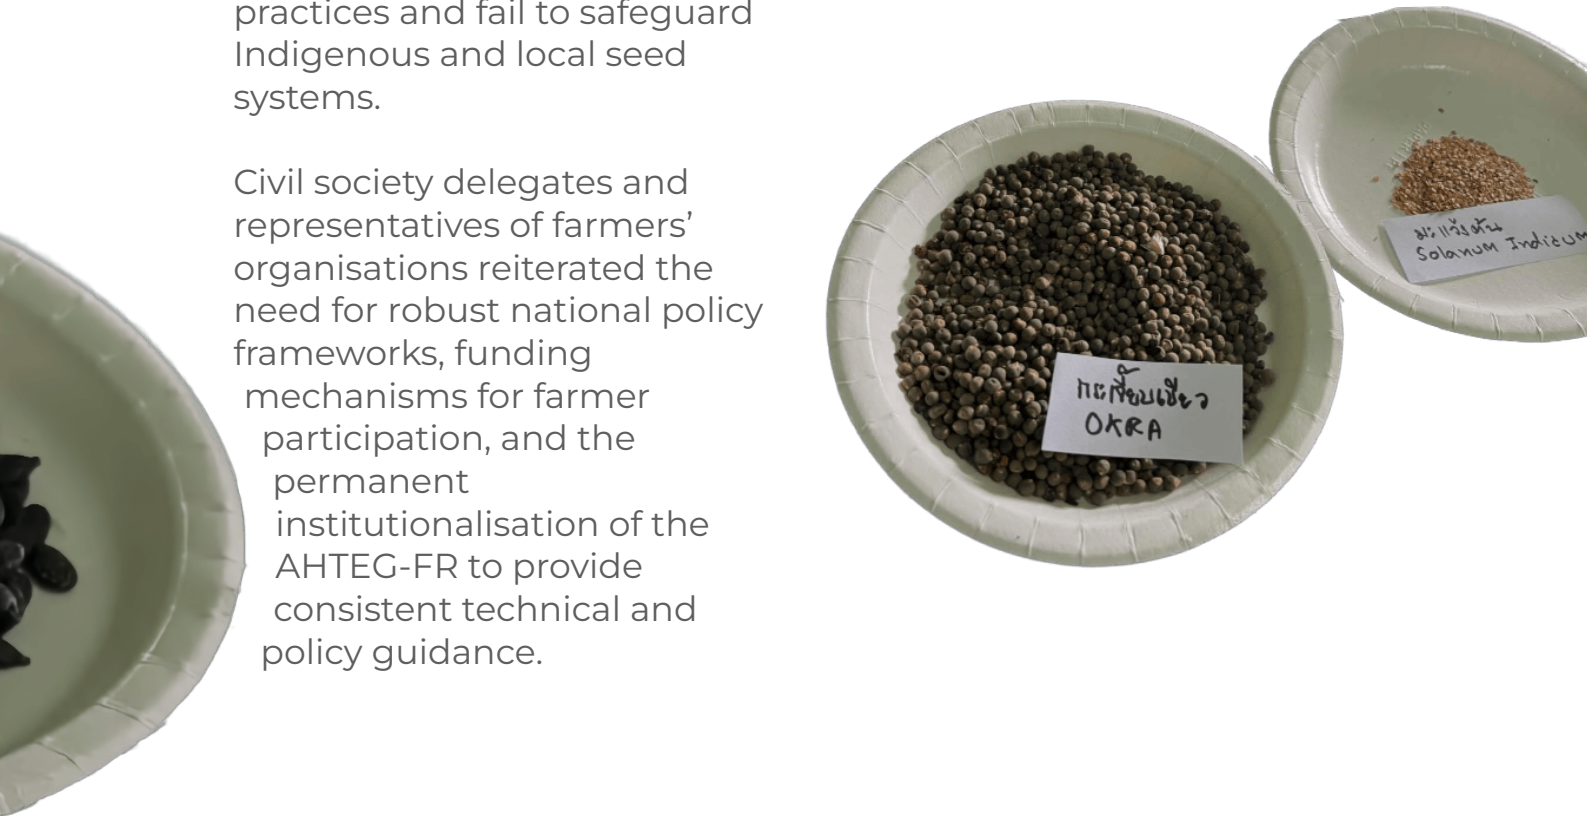 practices and fail to safeguard
Indigenous and local seed
systems.
Civil society delegates and
representatives of farmers’
organisations reiterated the
need for robust national policy
frameworks, funding
mechanisms for farmer
participation, and the
permanent
institutionalisation of the
AHTEG-FR to provide
consistent technical and
policy guidance.
กระเจี๊ยบเขียว
OKRA
มะแว้งต้น
Solanum Indicum